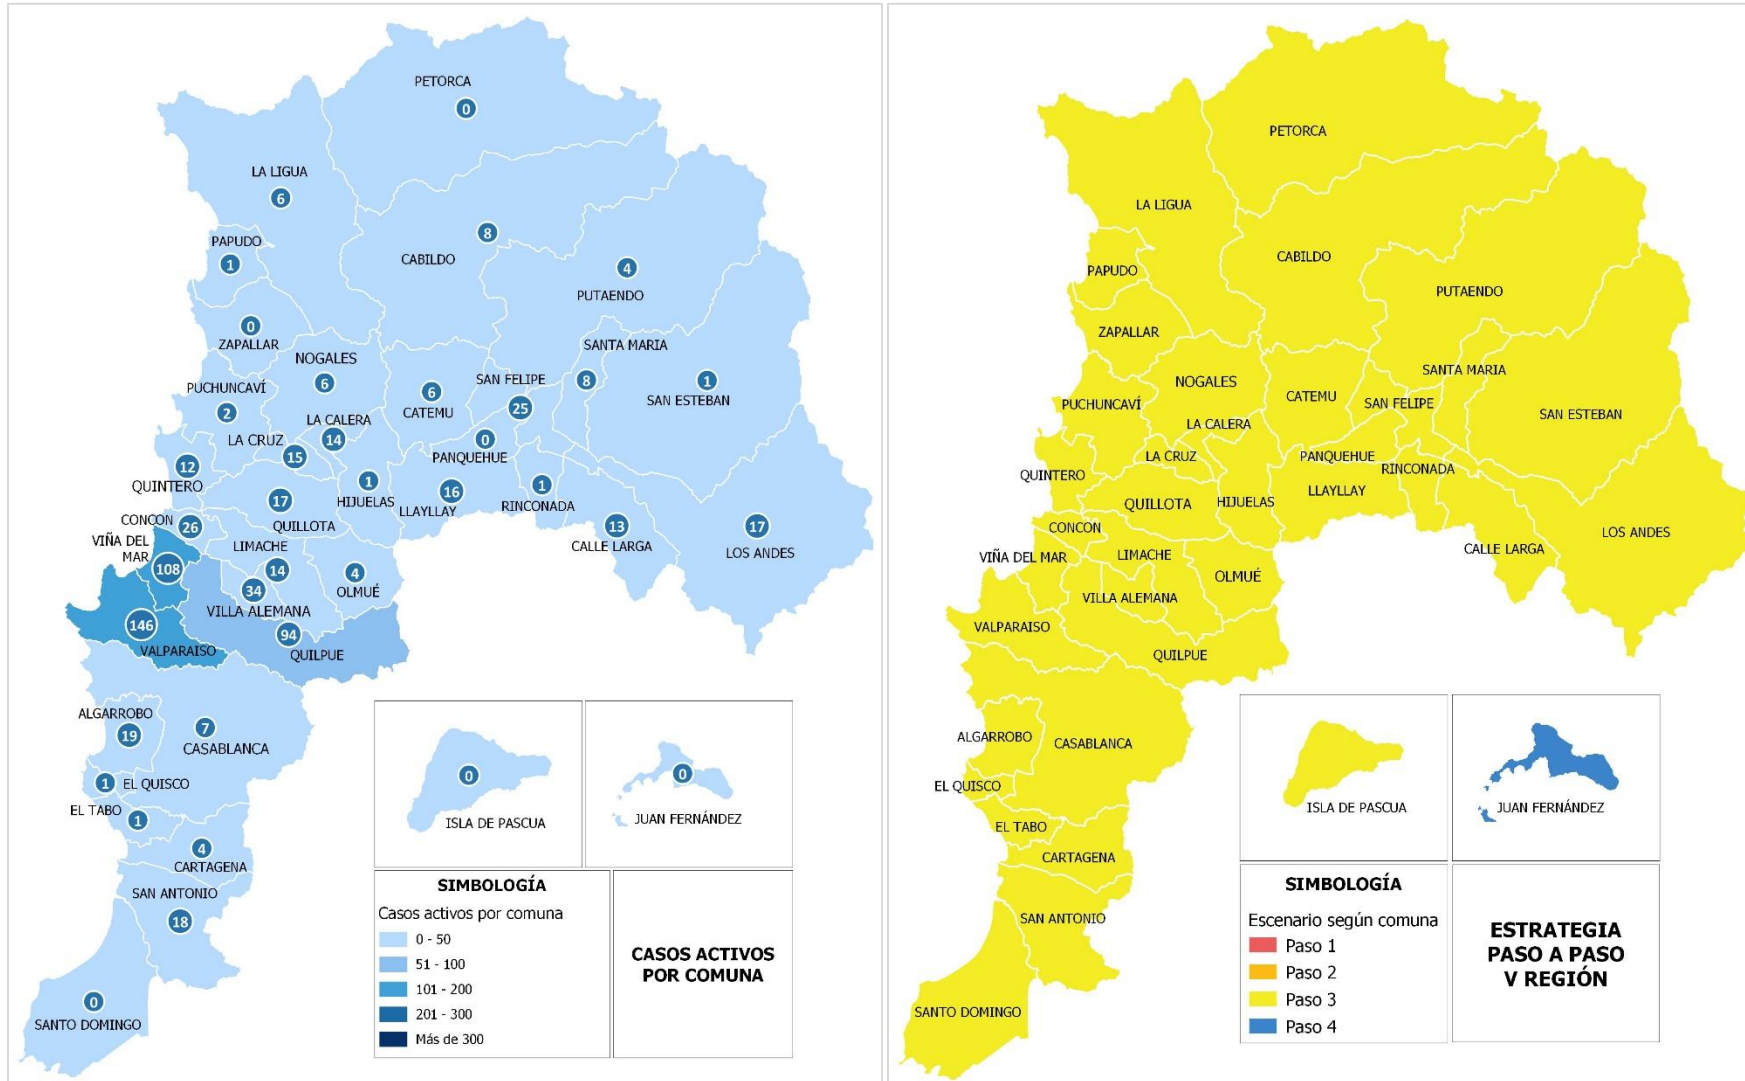 PETORCA
0
LA LIGUA
6
PAPUDO
1
8
CABILDO
4
PUTAENDO
0
ZAPALLAR
NOGALES
6
SANTA MARIA
8
1
SAN ESTEBAN
PUCHUNCAVÍ
2
6
CATEMU
SAN FELIPE
25
LA CALERA
14
LA CRUZ
15
0
PANQUEHUE
12
QUINTERO
17
QUILLOTA
1
HIJUELAS
16
LLAYLLAY
1
RINCONADA
13
CALLE LARGA
17
LOS ANDES
CONCON
26
VIÑA DEL
MAR
108
LIMACHE
14
34
VILLA ALEMANA
4
OLMUÉ
146
VALPARAISO
94
QUILPUE
ALGARROBO
19
7
CASABLANCA
1
EL QUISCO
EL TABO
1
4
CARTAGENA
SAN ANTONIO
18
0
SANTO DOMINGO
0
ISLA DE PASCUA
0
JUAN FERNÁNDEZ
SIMBOLOGÍA
Casos activos por comuna
0 - 50
51 - 100
101 - 200
201 - 300
Más de 300
CASOS ACTIVOS
POR COMUNA
PETORCA
LA LIGUA
PAPUDO
CABILDO
PUTAENDO
ZAPALLAR
NOGALES
SANTA MARIA
PUCHUNCAVÍ
CATEMU
SAN FELIPE
SAN ESTEBAN
LA CALERA
LA CRUZ
PANQUEHUE
RINCONADA
QUINTERO
QUILLOTA
HIJUELAS
LLAYLLAY
CONCON
LOS ANDES
VIÑA DEL MAR
LIMACHE
CALLE LARGA
OLMUÉ
VILLA ALEMANA
VALPARAISO
QUILPUE
ALGARROBO
CASABLANCA
EL QUISCO
EL TABO
CARTAGENA
SAN ANTONIO
SANTO DOMINGO
ISLA DE PASCUA
JUAN FERNÁNDEZ
SIMBOLOGÍA
Escenario según comuna
Paso 1
Paso 2
Paso 3
Paso 4
ESTRATEGIA
PASO A PASO
V REGIÓN